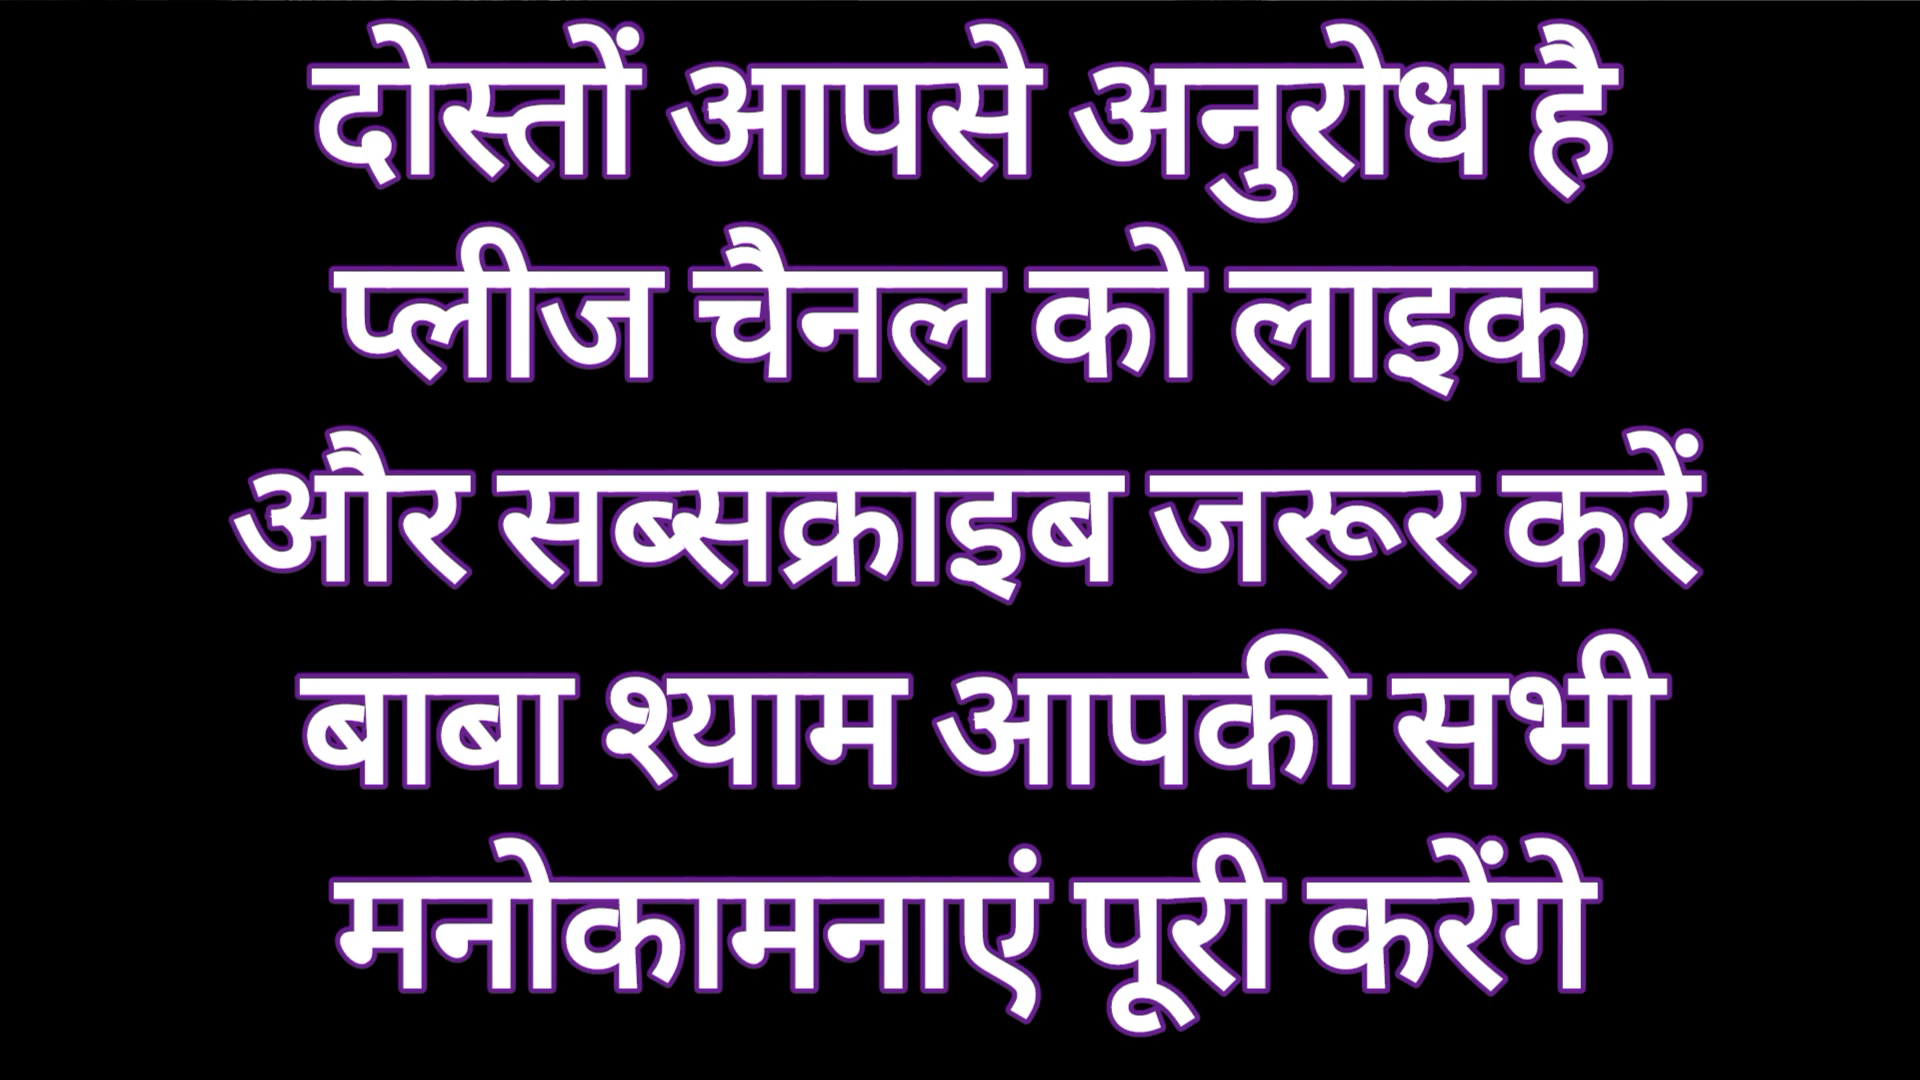 दोस्तों आपसे अनुरोध है
प्लीज चैनल को लाइक
और सब्सक्राइब जरूर करें
बाबा श्याम आपकी सभी
मनोकामनाएं पूरी करेंगे